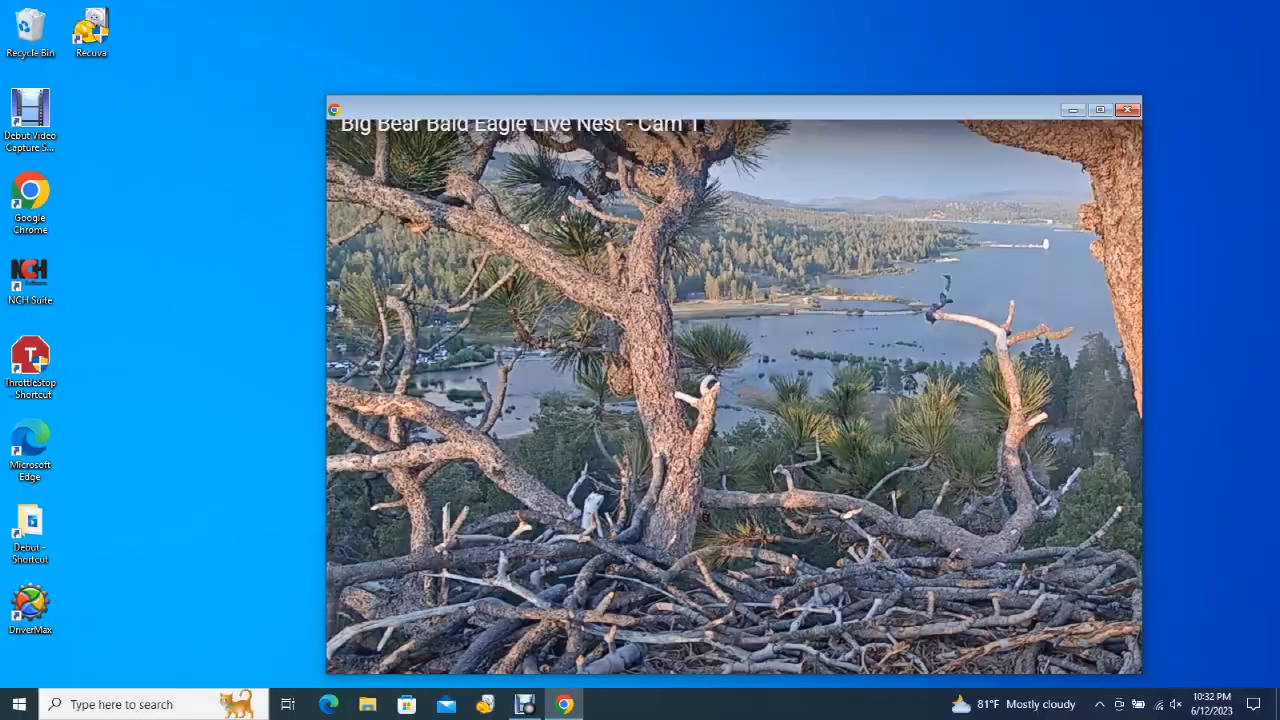 Recycle Bin
Recuva
Debut Video
Capture S...
Google
Chrome
NCH
Software
NCH Suite
T
ThrottleStop
- Shortcut
Microsoft
Edge
Debut -
Shortcut
DriverMax
Big Bear Bald Eagle Live Nest - Cam 1
Type here to search
81°F Mostly cloudy
10:32 PM
6/12/2023